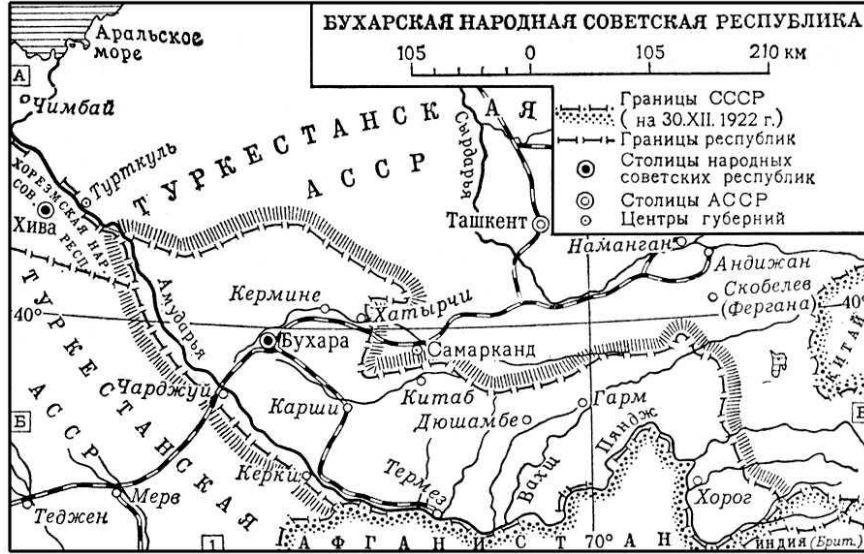 БУХАРСКАЯ НАРОДНАЯ СОВЕТСКАЯ РЕСПУБЛИКА
105 0 105 210 км
Границы СССР
( на 30.XII. 1922 г.)
Границы республик
Столицы народных
советских республик
Столицы АССР
Центры губерний
Аральское
море
А
Чимбай
ТУРКЕСТАНСКАЯ
АССР
Сырдарья
ХОРЕЗМСКАЯ НАР.
СОВ. РЕСП.
Турткуль
Хива
Ташкент
Наманган
Андижан
Скобелев
(Фергана)
40°
40°
КИТАЙ
Амударья
Кермине
Хатырчи
Бухара
Самарканд
ТУРКЕСТАНСКАЯ
АССР
Чарджуй
Карши
Китаб
Гарм
Дюшамбе
Б
Вахш
Пяндж
Керки
Термез
Мерв
Теджен
Хорог
1
АФГАНИСТАН
70°
ИНДИЯ (Брит.)